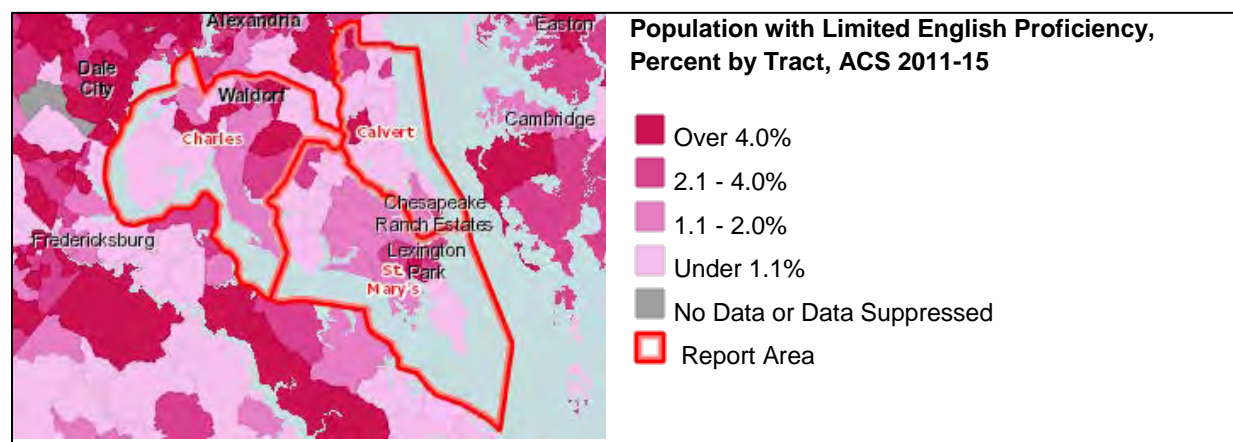 Alexandria
Easton
Dale
City
Waldorf
Cambridge
Charles
Calvert
Chesapeake
Ranch Estates
Fredericksburg
Lexington
Park
St.
Mary's
Population with Limited English Proficiency,
Percent by Tract, ACS 2011-15
Over 4.0%
2.1 - 4.0%
1.1 - 2.0%
Under 1.1%
No Data or Data Suppressed
Report Area